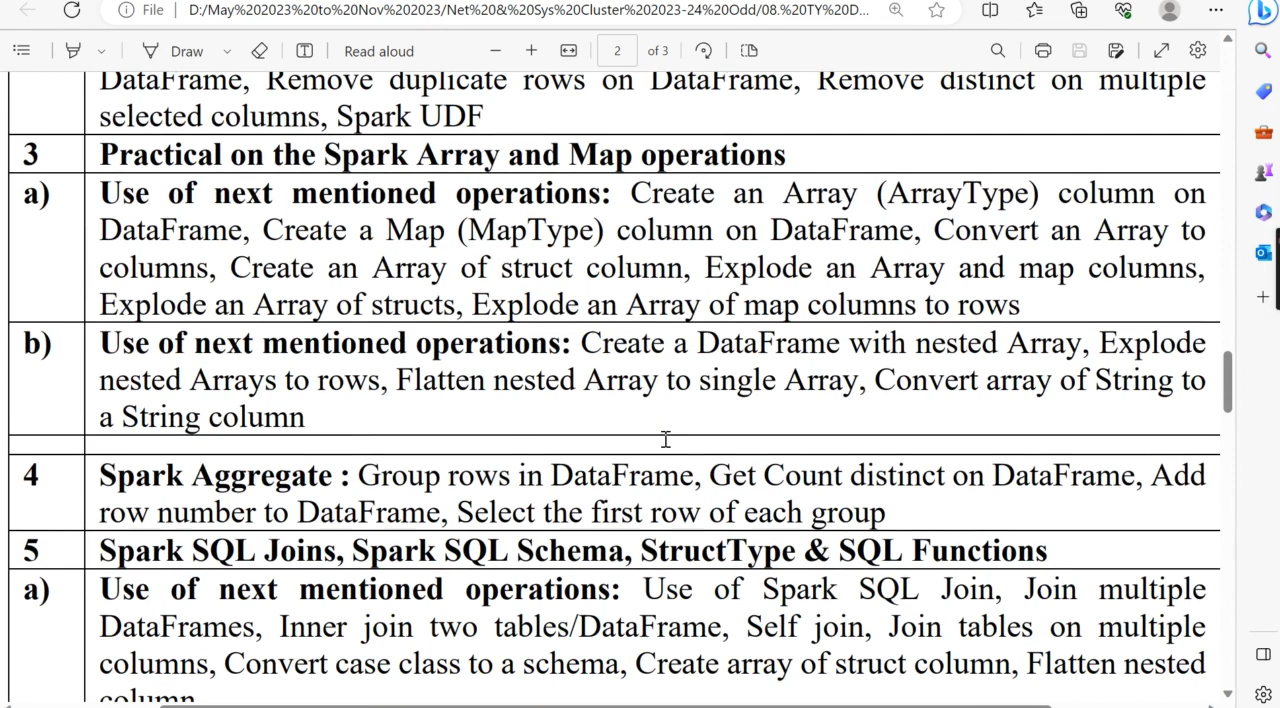 File D:/May%202023%20to%20Nov%202023/Net%20&%20Sys%20Cluster%202023-24%20Odd/08.%20TY%20D...
Draw Read aloud 2 of 3
DataFrame, Remove duplicate rows on DataFrame, Remove distinct on multiple
selected columns, Spark UDF
3 Practical on the Spark Array and Map operations
a) Use of next mentioned operations: Create an Array (ArrayType) column on
DataFrame, Create a Map (MapType) column on DataFrame, Convert an Array to
columns, Create an Array of struct column, Explode an Array and map columns,
Explode an Array of structs, Explode an Array of map columns to rows
b) Use of next mentioned operations: Create a DataFrame with nested Array, Explode
nested Arrays to rows, Flatten nested Array to single Array, Convert array of String to
a String column
4 Spark Aggregate : Group rows in DataFrame, Get Count distinct on DataFrame, Add
row number to DataFrame, Select the first row of each group
5 Spark SQL Joins, Spark SQL Schema, StructType & SQL Functions
a) Use of next mentioned operations: Use of Spark SQL Join, Join multiple
DataFrames, Inner join two tables/DataFrame, Self join, Join tables on multiple
columns, Convert case class to a schema, Create array of struct column, Flatten nested
column